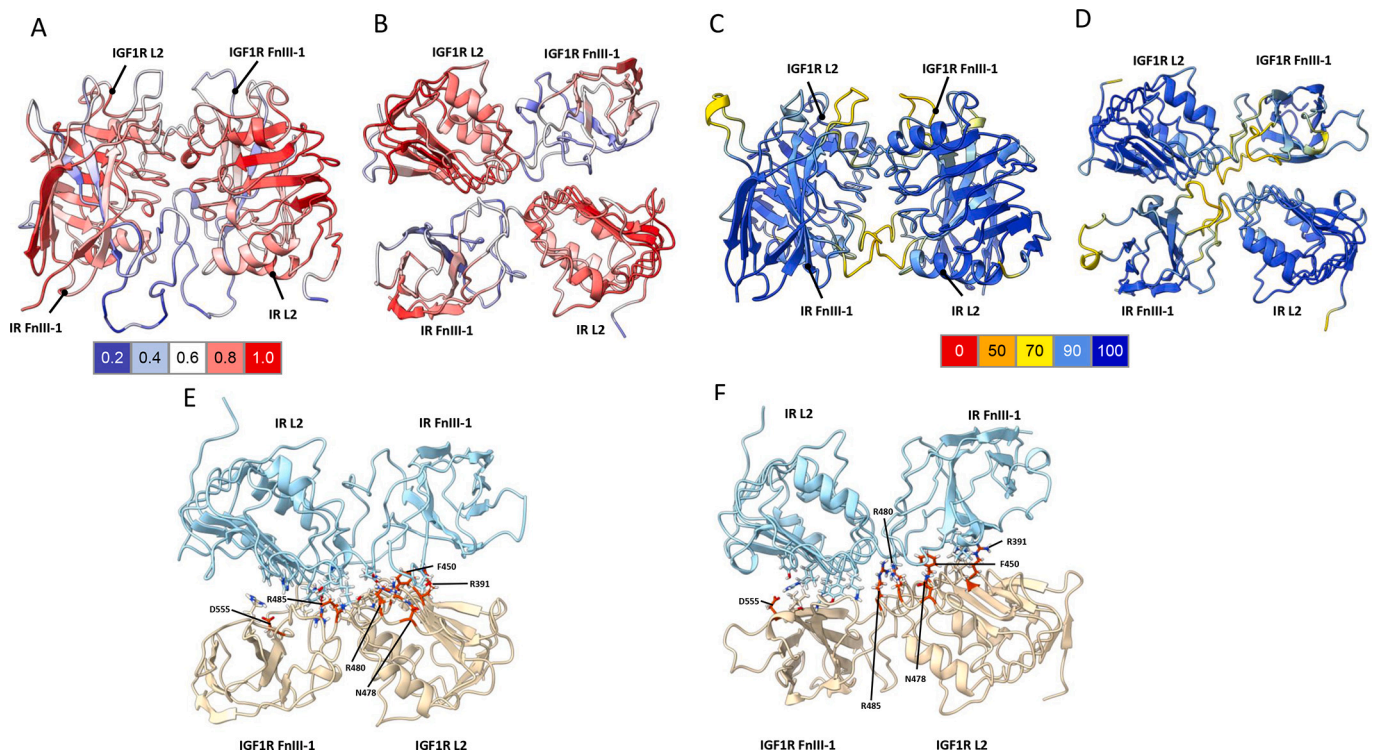 A
IGF1R L2
IGF1R FnIII-1
IR FnIII-1
IR L2
0.2 0.4 0.6 0.8 1.0
B
IGF1R L2
IGF1R FnIII-1
IR FnIII-1
IR L2
C
IGF1R L2
IGF1R FnIII-1
IR FnIII-1
IR L2
D
IGF1R L2
IGF1R FnIII-1
IR FnIII-1
IR L2
0 50 70 90 100
E
IR L2
IR FnIII-1
F450
R391
R485
D555
R480
N478
IGF1R FnIII-1
IGF1R L2
F
IR L2
IR FnIII-1
R480
R391
F450
D555
N478
R485
IGF1R FnIII-1
IGF1R L2